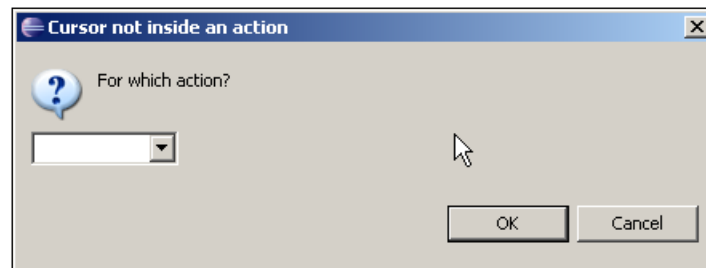 Cursor not inside an action
For which action?
OK Cancel